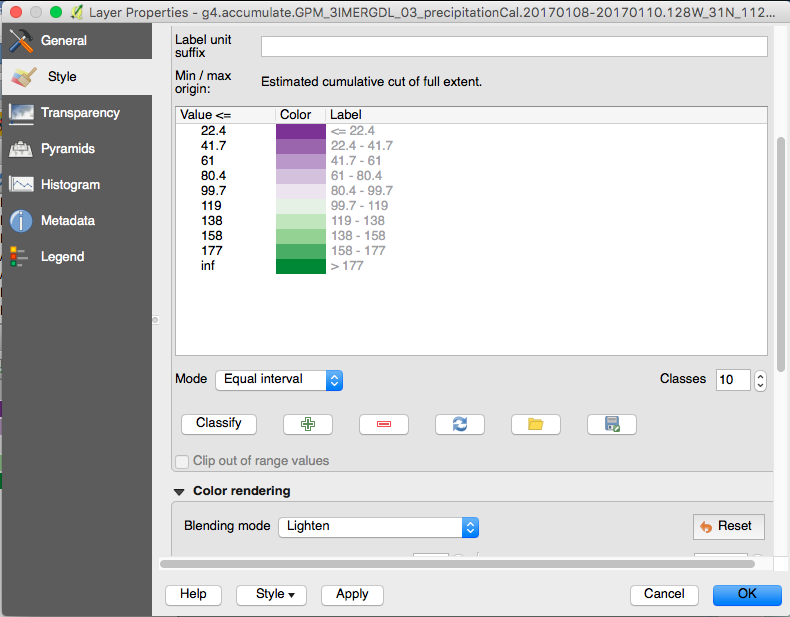 Layer Properties - g4.accumulate.GPM_3IMERGDL_03_precipitationCal.20170108-20170110.128W_31N_112...
General
Style
Transparency
Pyramids
Histogram
Metadata
Legend
Label unit
suffix
Min / max
origin:
Estimated cumulative cut of full extent.
Value <= Color Label
22.4 <= 22.4
41.7 22.4 - 41.7
61 41.7 - 61
80.4 61 - 80.4
99.7 80.4 - 99.7
119 99.7 - 119
138 119 - 138
158 138 - 158
177 158 - 177
inf > 177
Mode Equal interval Classes 10
Classify
Clip out of range values
Color rendering
Blending mode Lighten Reset
Help Style Apply Cancel OK